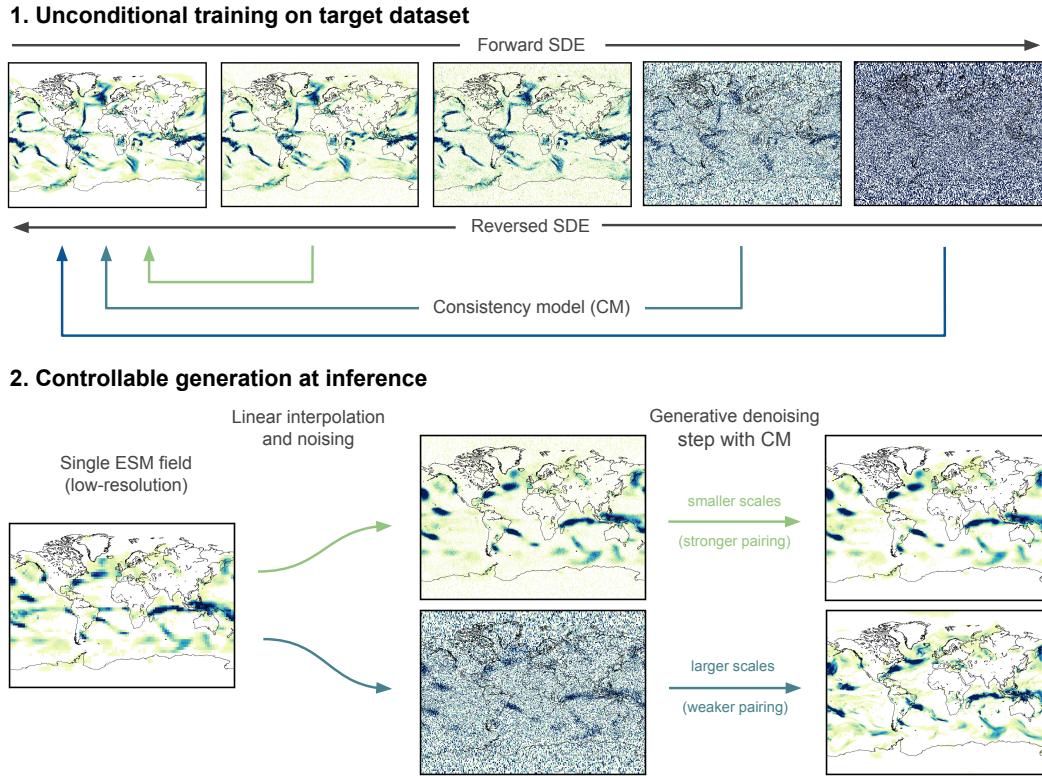 1. Unconditional training on target dataset
Forward SDE
Reversed SDE
Consistency model (CM)
2. Controllable generation at inference
Linear interpolation
and noising
Generative denoising
step with CM
Single ESM field
(low-resolution)
smaller scales
(stronger pairing)
larger scales
(weaker pairing)